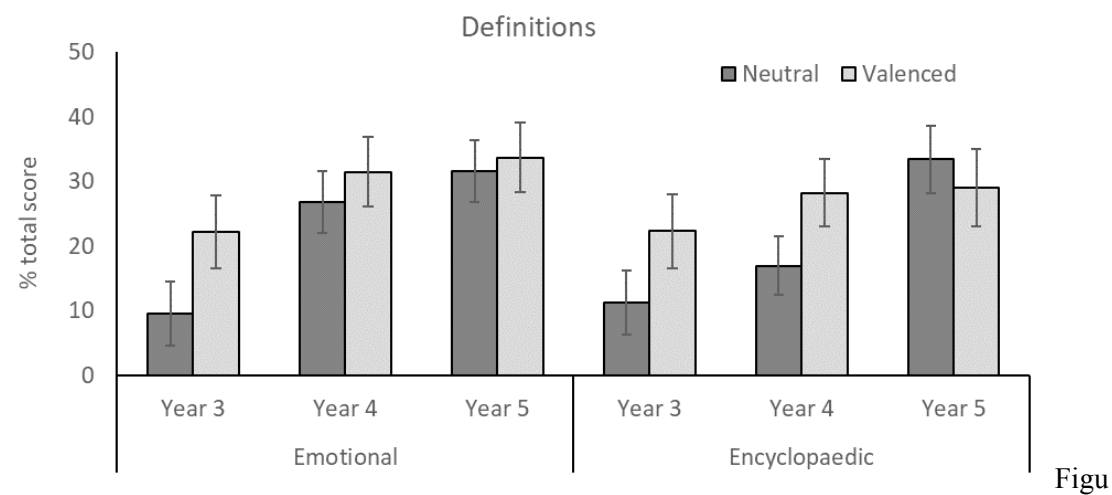 Definitions
50
40
30
20
10
0
% total score
Neutral Valenced
Year 3 Year 4 Year 5 Year 3 Year 4 Year 5
Emotional Encyclopaedic
Figu